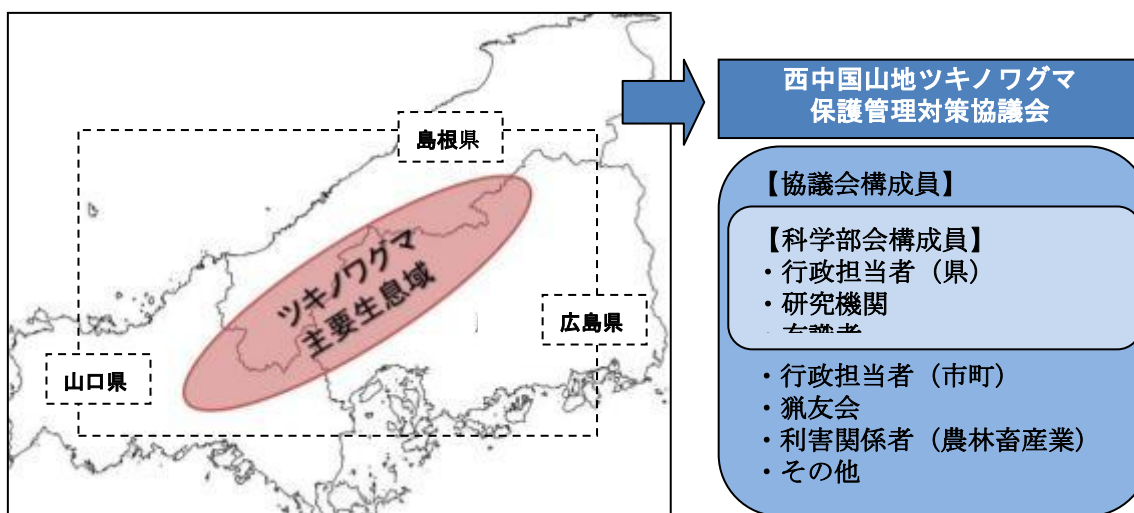 島根県
ツキノワグマ
主要生息域
広島県
山口県
西中国山地ツキノワグマ
保護管理対策協議会
【協議会構成員】
【科学部会構成員】
・行政担当者（県）
・研究機関
・有識者
・行政担当者（市町）
・猟友会
・利害関係者（農林畜産業）
・その他